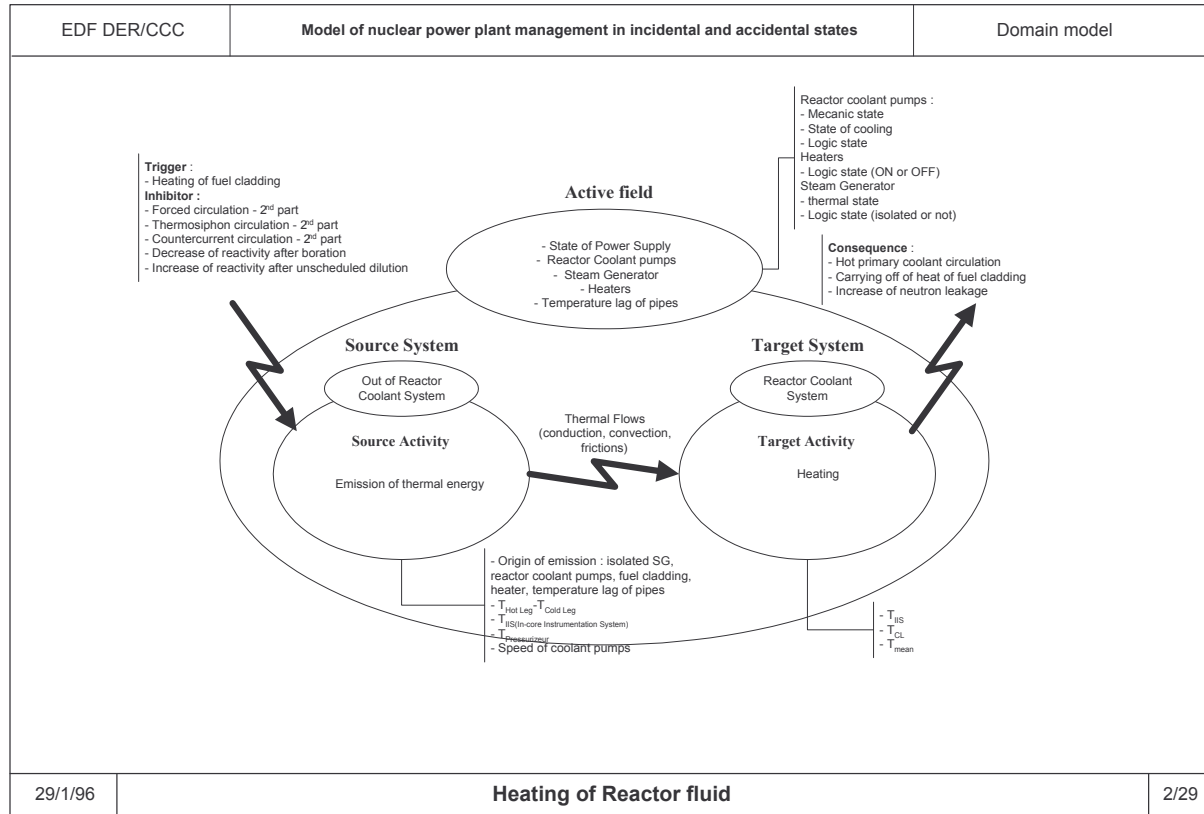 EDF DER/CCC
Model of nuclear power plant management in incidental and accidental states
Domain model
Trigger :
- Heating of fuel cladding
Inhibitor :
- Forced circulation - 2nd part
- Thermosiphon circulation - 2nd part
- Countercurrent circulation - 2nd part
- Decrease of reactivity after boration
- Increase of reactivity after unscheduled dilution
Active field
- State of Power Supply
- Reactor Coolant pumps
- Steam Generator
- Heaters
- Temperature lag of pipes
Reactor coolant pumps :
- Mecanic state
- State of cooling
- Logic state
Heaters
- Logic state (ON or OFF)
Steam Generator
- thermal state
- Logic state (isolated or not)
Consequence :
- Hot primary coolant circulation
- Carrying off of heat of fuel cladding
- Increase of neutron leakage
Source System
Out of Reactor
Coolant System
Source Activity
Emission of thermal energy
Thermal Flows
(conduction, convection,
frictions)
Target System
Reactor Coolant
System
Target Activity
Heating
- Origin of emission : isolated SG,
reactor coolant pumps, fuel cladding,
heater, temperature lag of pipes
- THot Leg-TCold Leg
- TIIS(In-core Instrumentation System)
- TPressurizeur
- Speed of coolant pumps
- TIIS
- TCL
- Tmean
29/1/96
Heating of Reactor fluid
2/29